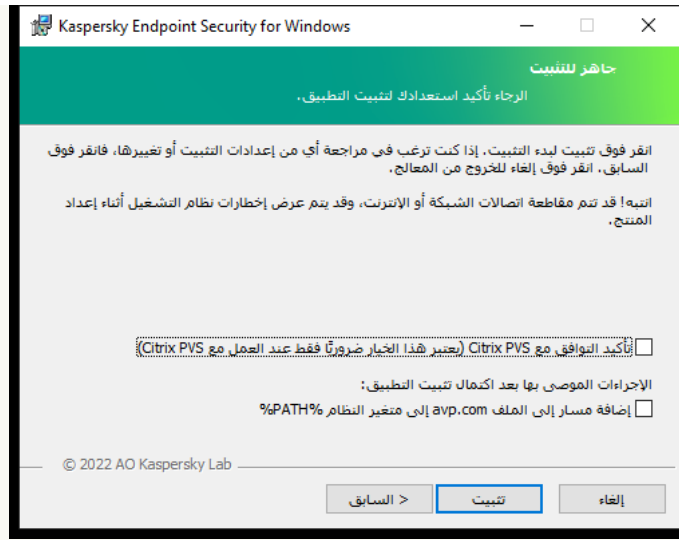 Kaspersky Endpoint Security for Windows
جاهز للتثبيت
الرجاء تأكيد استعدادك لتثبيت التطبيق.
انقر فوق تثبيت لبدء التثبيت. إذا كنت ترغب في مراجعة أي من إعدادات التثبيت أو تغييرها، فانقر فوق
السابق. انقر فوق إلغاء للخروج من المعالج.
انتبه! قد تتم مقاطعة اتصالات الشبكة أو الإنترنت، وقد يتم عرض إخطارات نظام التشغيل أثناء إعداد
المنتج.
تأكيد التوافق مع Citrix PVS (يعتبر هذا الخيار ضروريًا فقط عند العمل مع Citrix PVS)
الإجراءات الموصى بها بعد اكتمال تثبيت التطبيق:
إضافة مسار إلى الملف avp.com إلى متغير النظام %PATH%
© 2022 AO Kaspersky Lab
إلغاء
تثبيت
< السابق